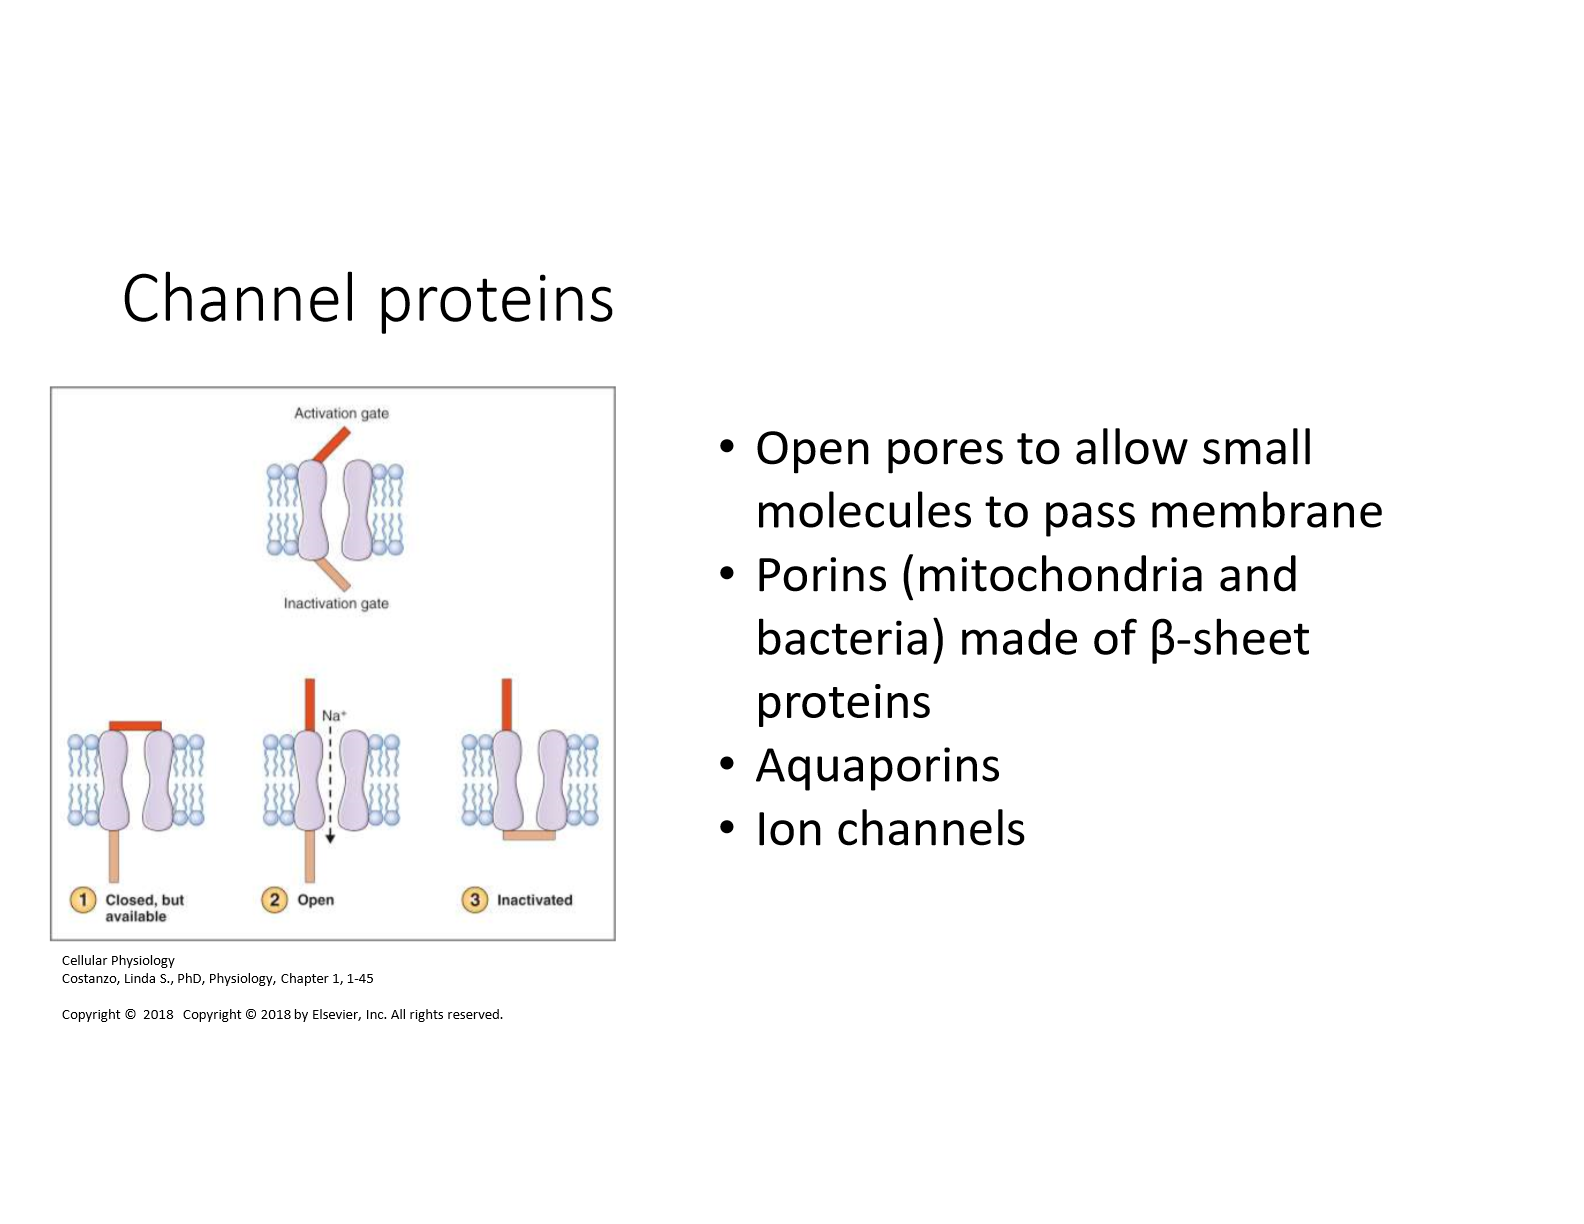 Channel proteins
Activation gate
Inactivation gate
Na⁺
1 Closed, but
available
2 Open
3 Inactivated
Cellular Physiology
Costanzo, Linda S., PhD, Physiology, Chapter 1, 1-45
Copyright © 2018 Copyright © 2018 by Elsevier, Inc. All rights reserved.
• Open pores to allow small
molecules to pass membrane
• Porins (mitochondria and
bacteria) made of β-sheet
proteins
• Aquaporins
• Ion channels